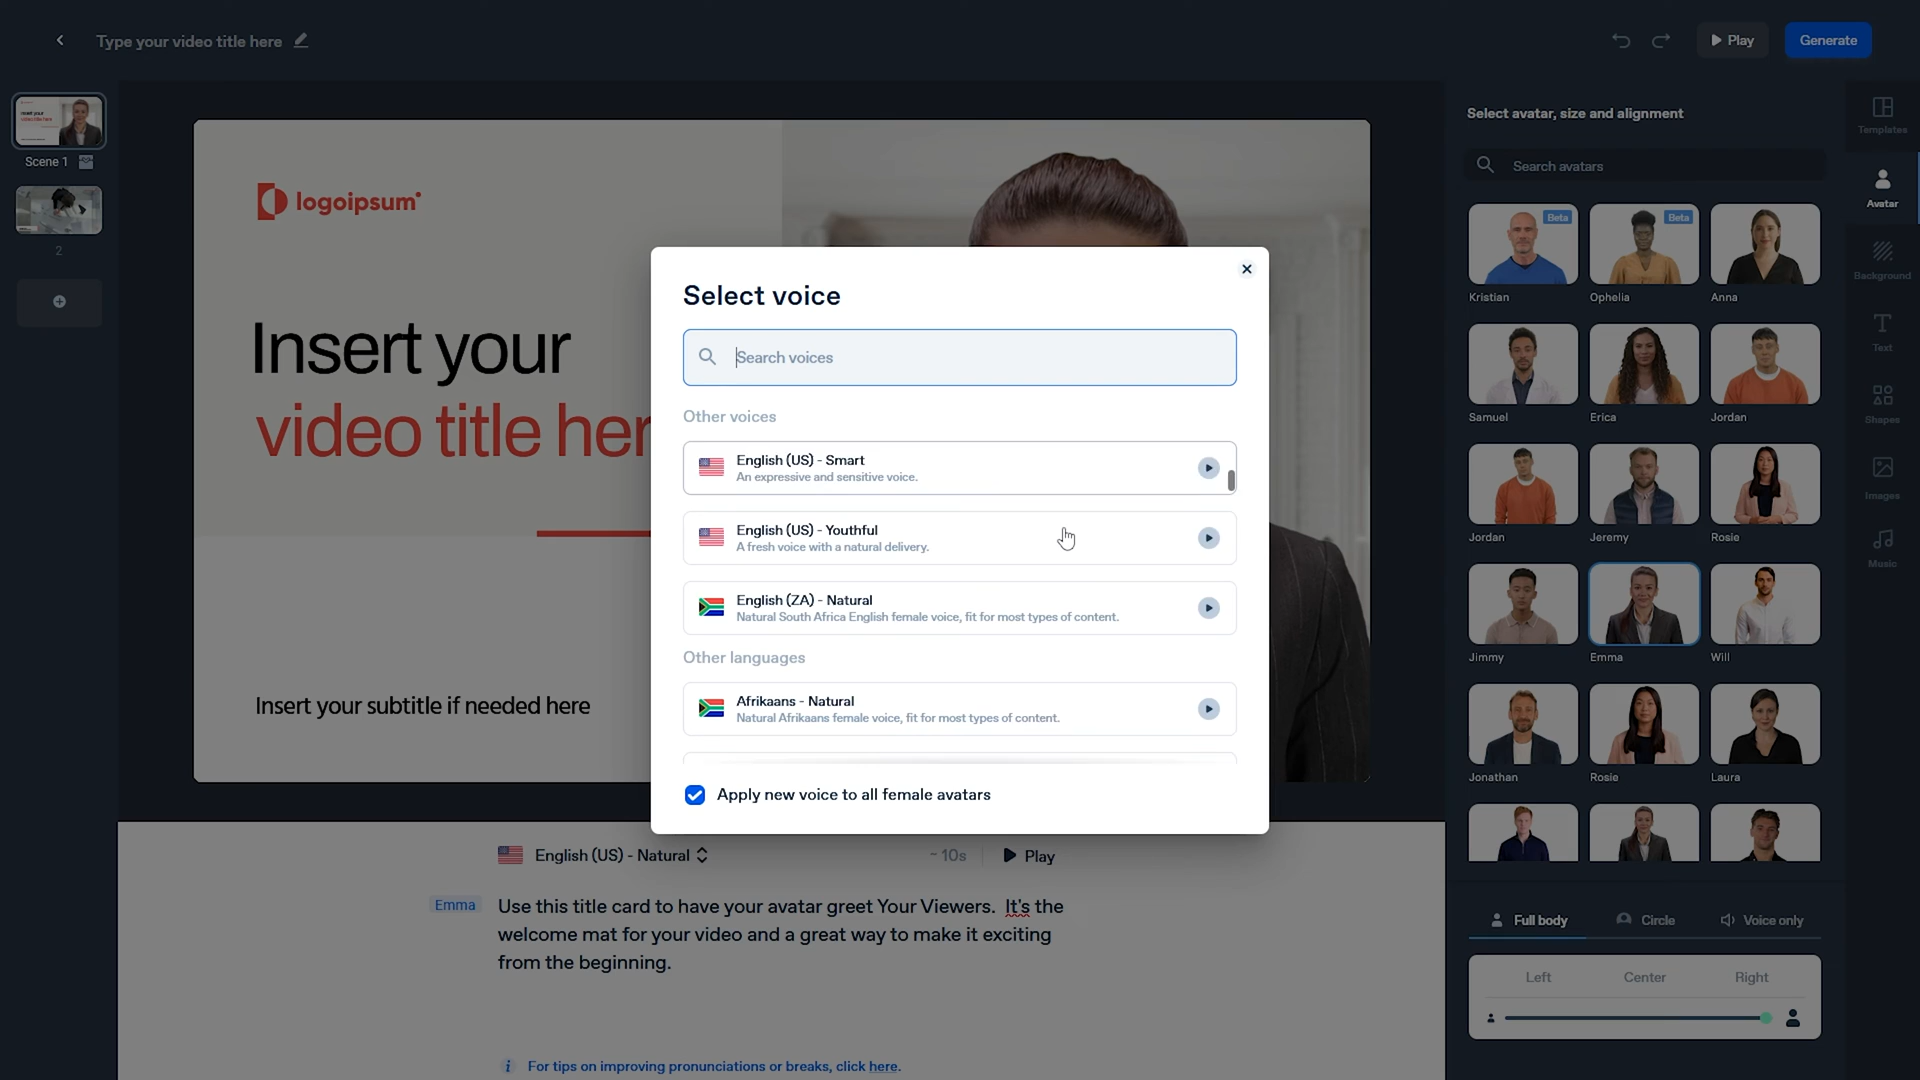 Type your video title here
Play
Generate
Scene 1
2
logoipsum
Insert your
video title her
Insert your subtitle if needed here
Select voice
Search voices
Other voices
English (US) - Smart
An expressive and sensitive voice.
English (US) - Youthful
A fresh voice with a natural delivery.
English (ZA) - Natural
Natural South Africa English female voice, fit for most types of content.
Other languages
Afrikaans - Natural
Natural Afrikaans female voice, fit for most types of content.
Apply new voice to all female avatars
English (US) - Natural
~ 10s
Play
Emma
Use this title card to have your avatar greet Your Viewers. It's the
welcome mat for your video and a great way to make it exciting
from the beginning.
For tips on improving pronunciations or breaks, click here.
Select avatar, size and alignment
Search avatars
Beta
Beta
Kristian
Ophelia
Anna
Samuel
Erica
Jordan
Jordan
Jeremy
Rosie
Jimmy
Emma
Will
Jonathan
Rosie
Laura
Full body
Circle
Voice only
Left
Center
Right
Templates
Avatar
Background
Text
Shapes
Images
Music